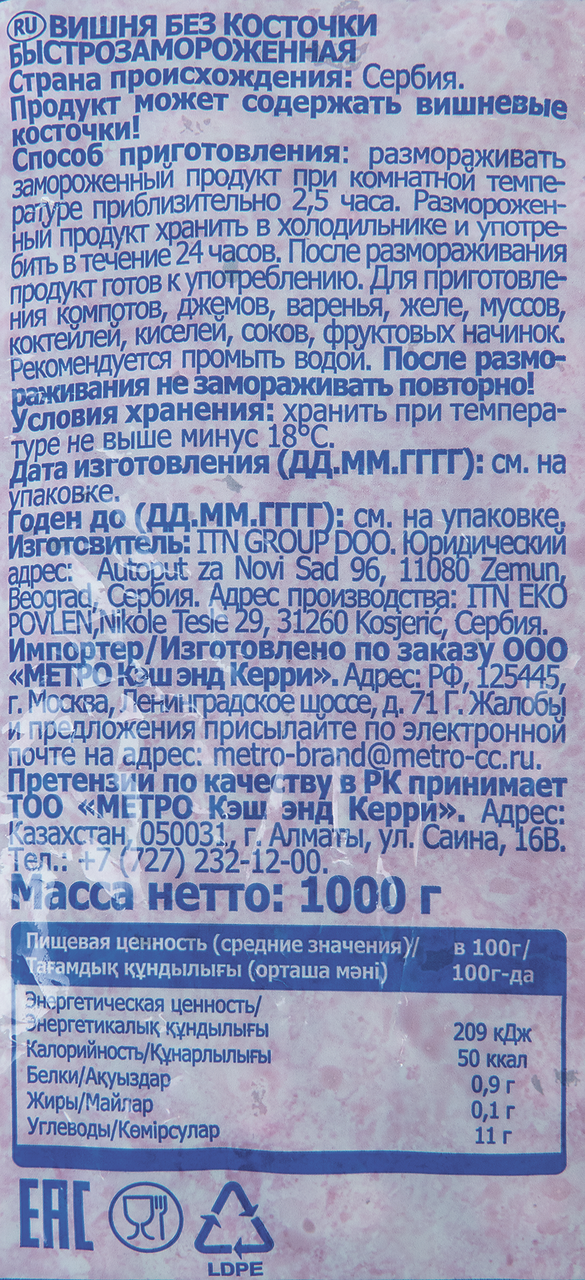 RU ВИШНЯ БЕЗ КОСТОЧКИ
БЫСТРОЗАМОРОЖЕННАЯ
Страна происхождения: Сербия.
Продукт может содержать вишневые
косточки!
Способ приготовления: размораживать
замороженный продукт при комнатной темпе-
ратуре приблизительно 2,5 часа. Разморожен-
ный продукт хранить в холодильнике и употре-
бить в течение 24 часов. После размораживания
продукт готов к употреблению. Для приготовле-
ния компотов, джемов, варенья, желе, муссов,
коктейлей, киселей, соков, фруктовых начинок.
Рекомендуется промыть водой. После размо-
раживания не замораживать повторно!
Условия хранения: хранить при темпера-
туре не выше минус 18°С.
Дата изготовления (ДД.ММ.ГГГГ): см. на
упаковке.
Годен до (ДД.ММ.ГГГГ): см. на упаковке.
Изготсвитель: ITN GROUP DOO. Юридический
адрес: Autoput za Novi Sad 96, 11080 Zemun,
Beograd, Сербия. Адрес производства: ITN EKO
POVLEN,Nikole Tesle 29, 31260 Kosjerić, Сербия.
Импортер/Изготовлено по заказу ООО
«МЕТРО Кэш энд Керри». Адрес: РФ, 125445,
г. Москва, Ленинградское шоссе, д. 71 Г. Жалобы
и предложения присылайте по электронной
почте на адрес: metro-brand@metro-cc.ru.
Претензии по качеству в РК принимает
ТОО «МЕТРО Кэш энд Керри». Адрес:
Казахстан, 050031, г. Алматы, ул. Саина, 16В.
Тел.: +7 (727) 232-12-00.
Масса нетто: 1000 г
Пищевая ценность (средние значения)/ в 100г/
Тағамдық құндылығы (орташа мәні) 100г-да
Энергетическая ценность/
Энергетикалық құндылығы 209 кДж
Калорийность/Құнарлылығы 50 ккал
Белки/Ақуыздар 0,9 г
Жиры/Майлар 0,1 г
Углеводы/Көмірсулар 11 г
EAC
LDPE